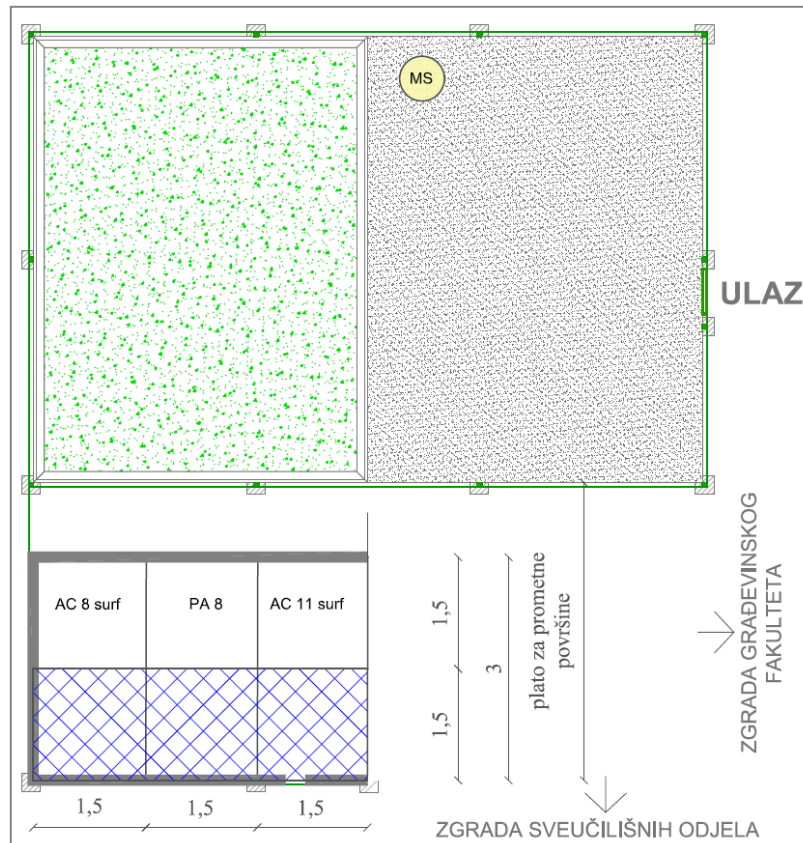 MS
ULAZ
AC 8 surf
PA 8
AC 11 surf
1,5
1,5
3
plato za prometne
površine
ZGRADA GRAĐEVINSKOG
FAKULTETA
1,5
1,5
1,5
ZGRADA SVEUČILIŠNIH ODJELA